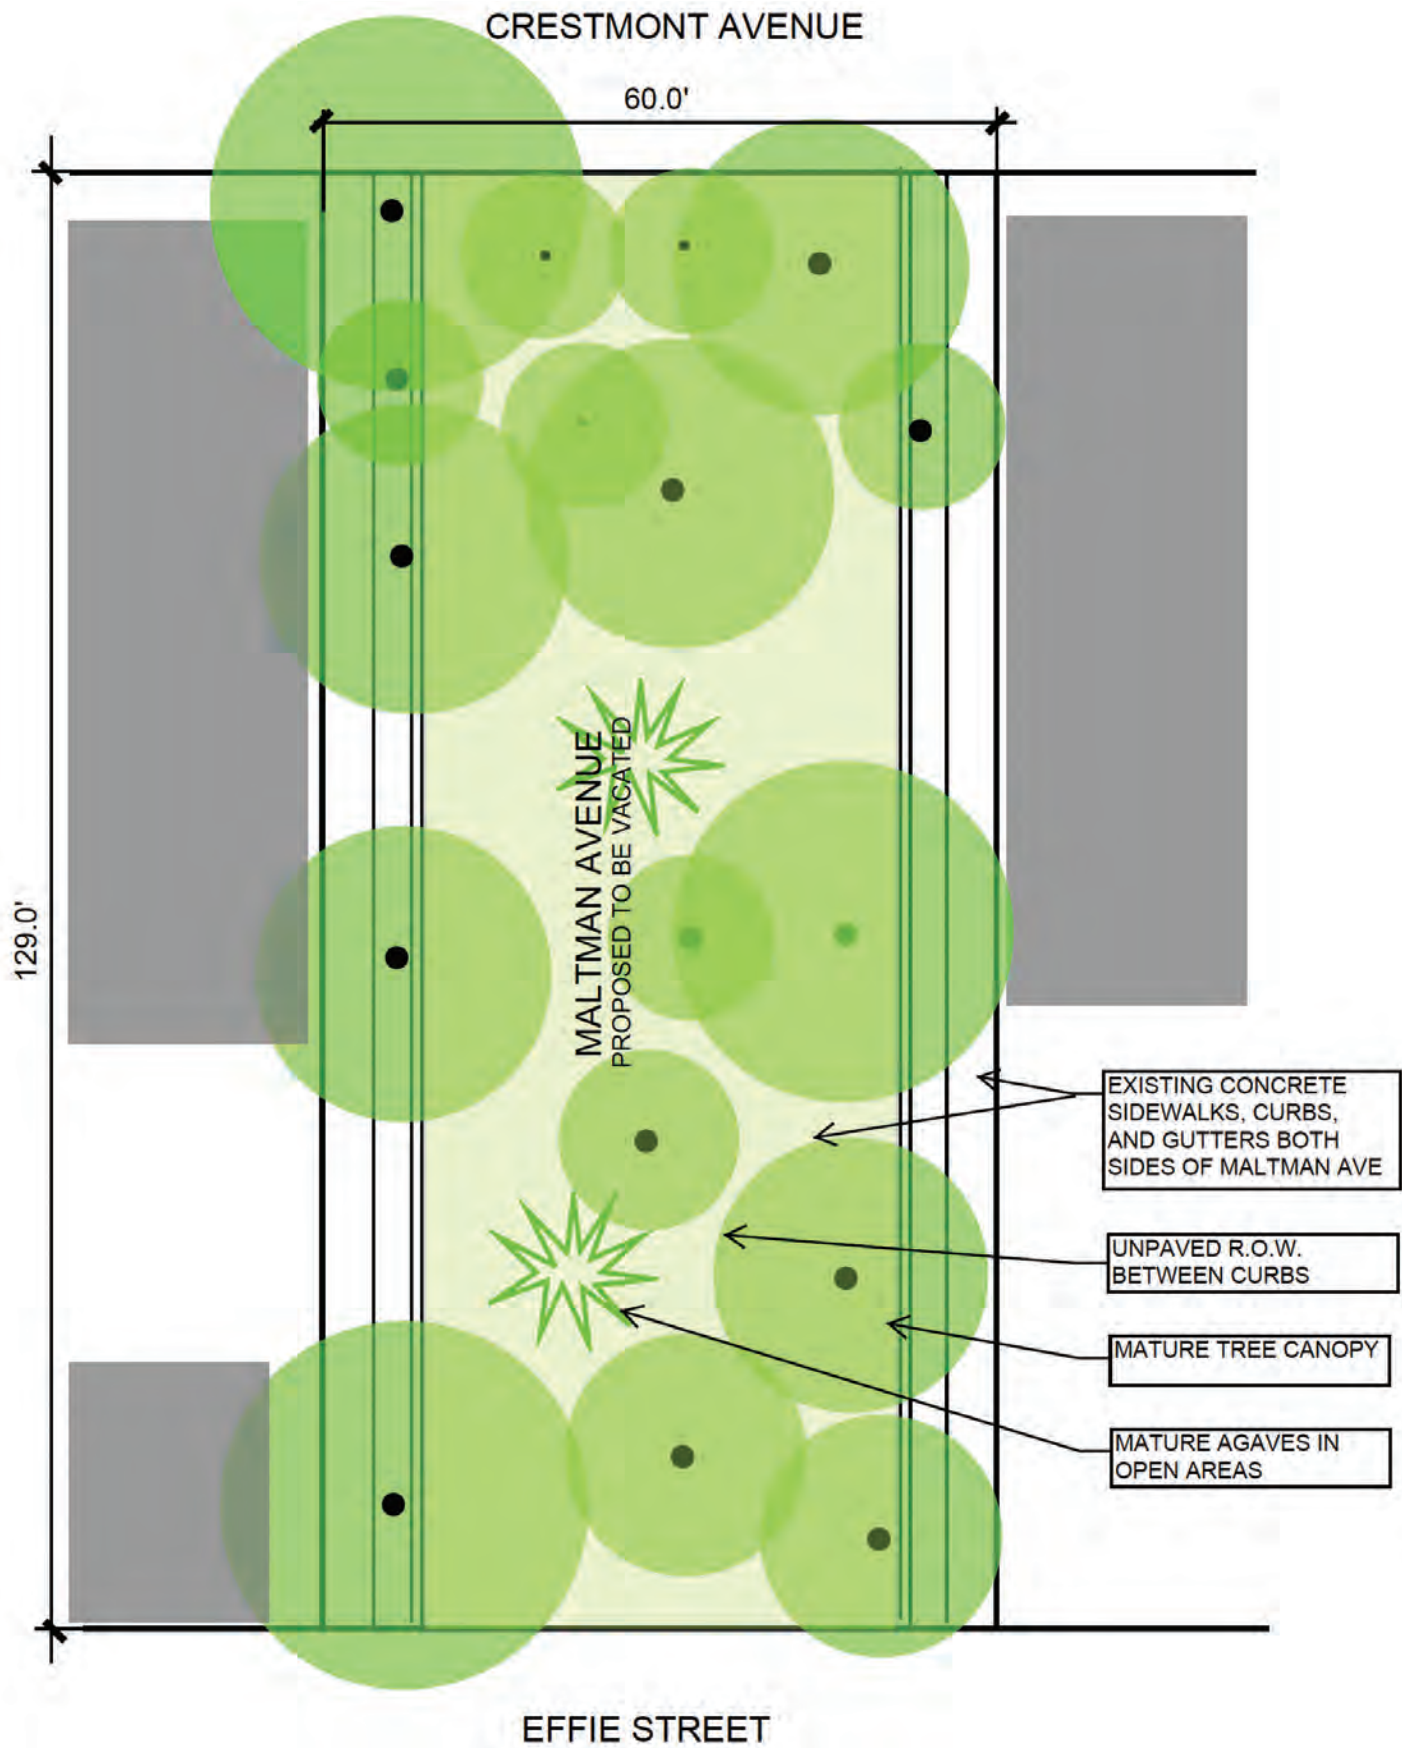 CRESTMONT AVENUE
60.0'
129.0'
MALTMAN AVENUE
PROPOSED TO BE VACATED
EXISTING CONCRETE
SIDEWALKS, CURBS,
AND GUTTERS BOTH
SIDES OF MALTMAN AVE
UNPAVED R.O.W.
BETWEEN CURBS
MATURE TREE CANOPY
MATURE AGAVES IN
OPEN AREAS
EFFIE STREET